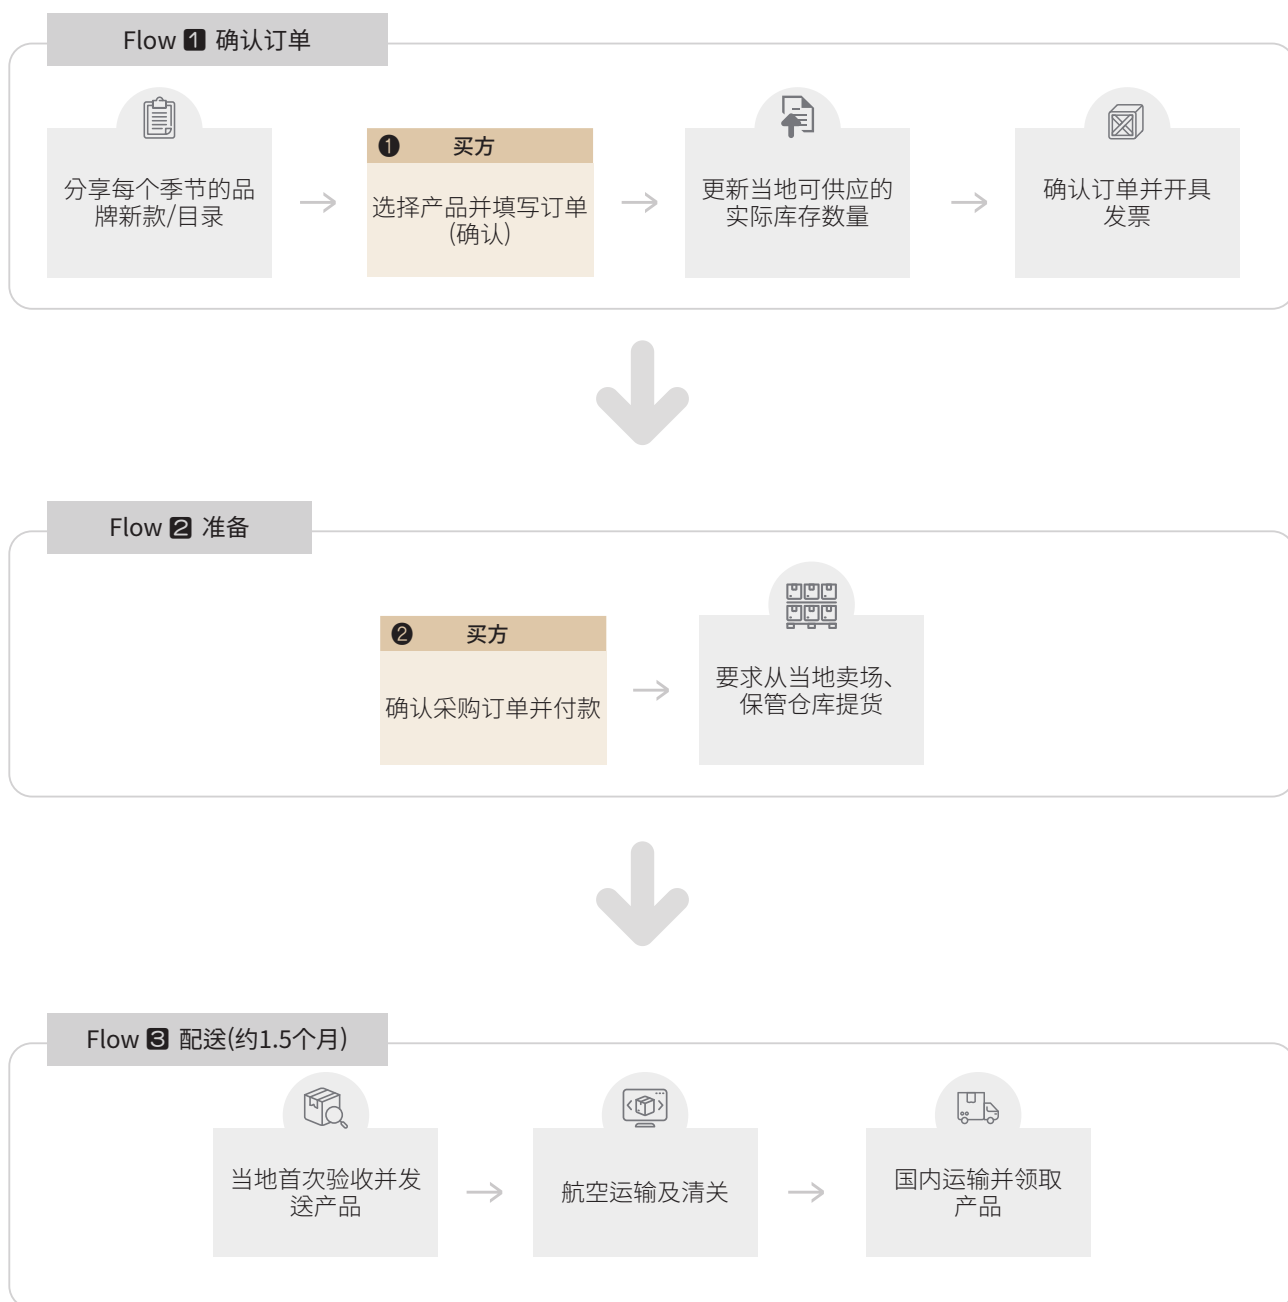 Flow 1 确认订单
分享每个季节的品
牌新款/目录
❶ 买方
选择产品并填写订单
(确认)
更新当地可供应的
实际库存数量
确认订单并开具
发票
Flow 2 准备
❷ 买方
确认采购订单并付款
要求从当地卖场、
保管仓库提货
Flow 3 配送(约1.5个月)
当地首次验收并发
送产品
航空运输及清关
国内运输并领取
产品